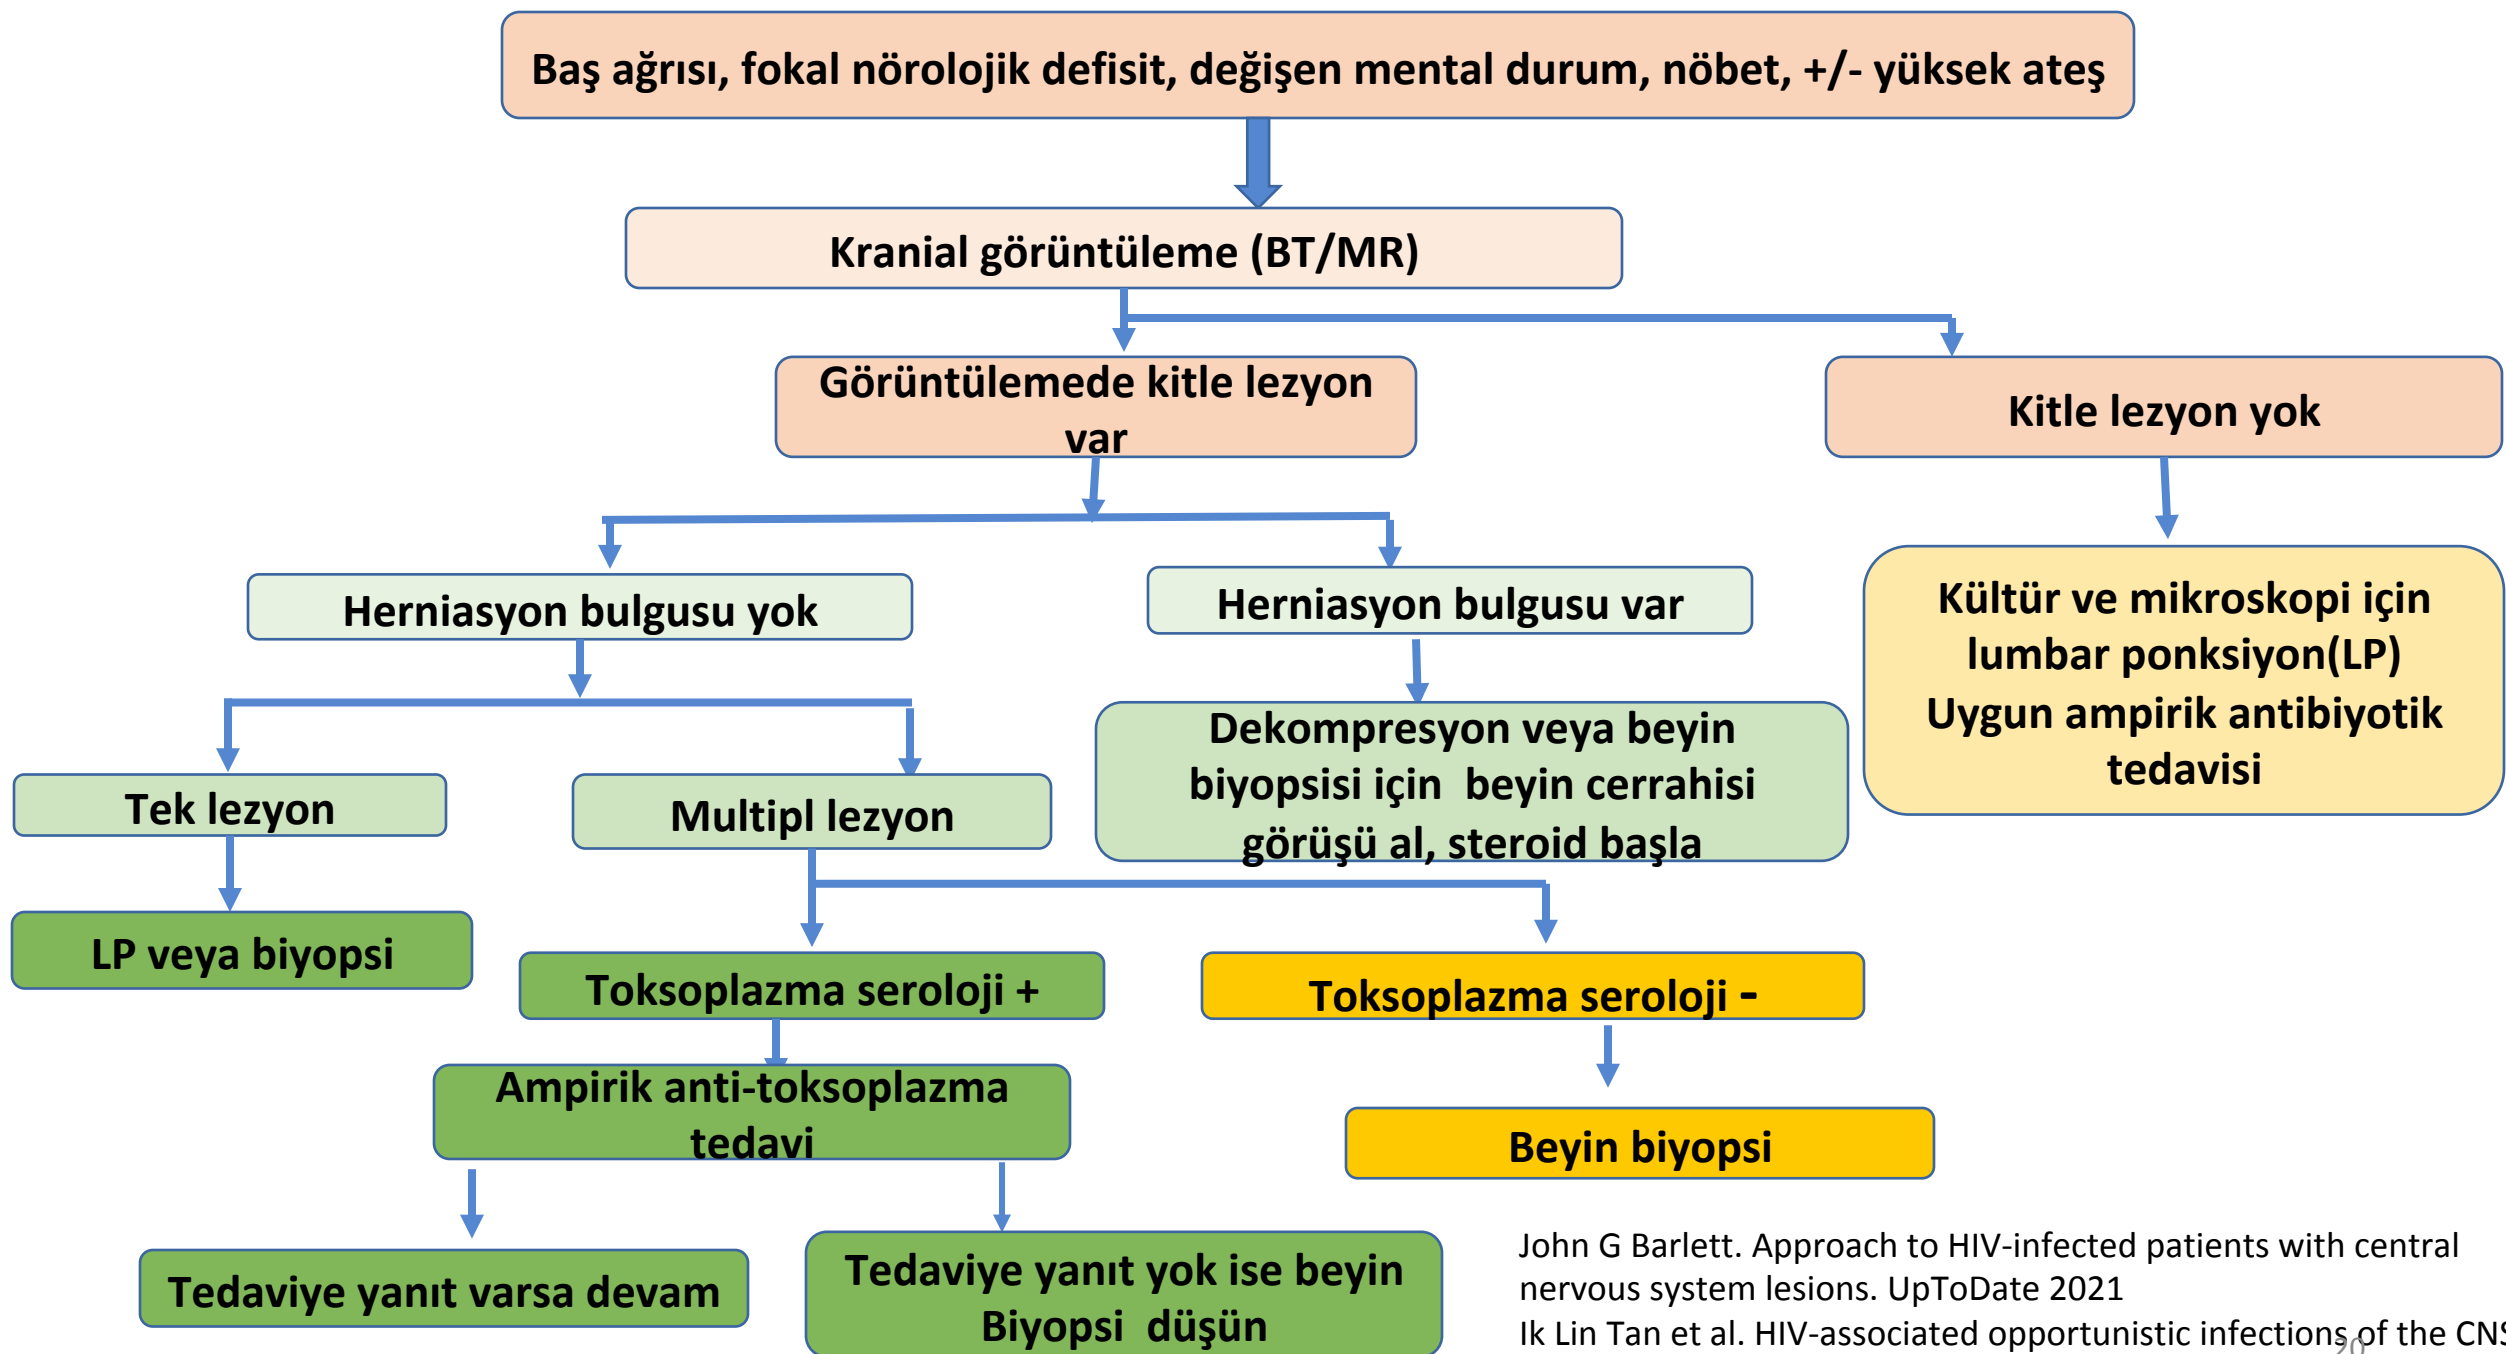 Baş ağrısı, fokal nörolojik defisit, değişen mental durum, nöbet, +/- yüksek ateş
Kranial görüntüleme (BT/MR)
Görüntülemede kitle lezyon
var
Kitle lezyon yok
Herniasyon bulgusu yok
Herniasyon bulgusu var
Kültür ve mikroskopi için
lumbar ponksiyon(LP)
Uygun ampirik antibiyotik
tedavisi
Dekompresyon veya beyin
biyopsisi için beyin cerrahisi
görüşü al, steroid başla
Tek lezyon
Multipl lezyon
LP veya biyopsi
Toksoplazma seroloji +
Toksoplazma seroloji -
Ampirik anti-toksoplazma
tedavi
Beyin biyopsi
Tedaviye yanıt varsa devam
Tedaviye yanıt yok ise beyin
Biyopsi düşün
John G Barlett. Approach to HIV-infected patients with central
nervous system lesions. UpToDate 2021
Ik Lin Tan et al. HIV-associated opportunistic infections of the CNS
20